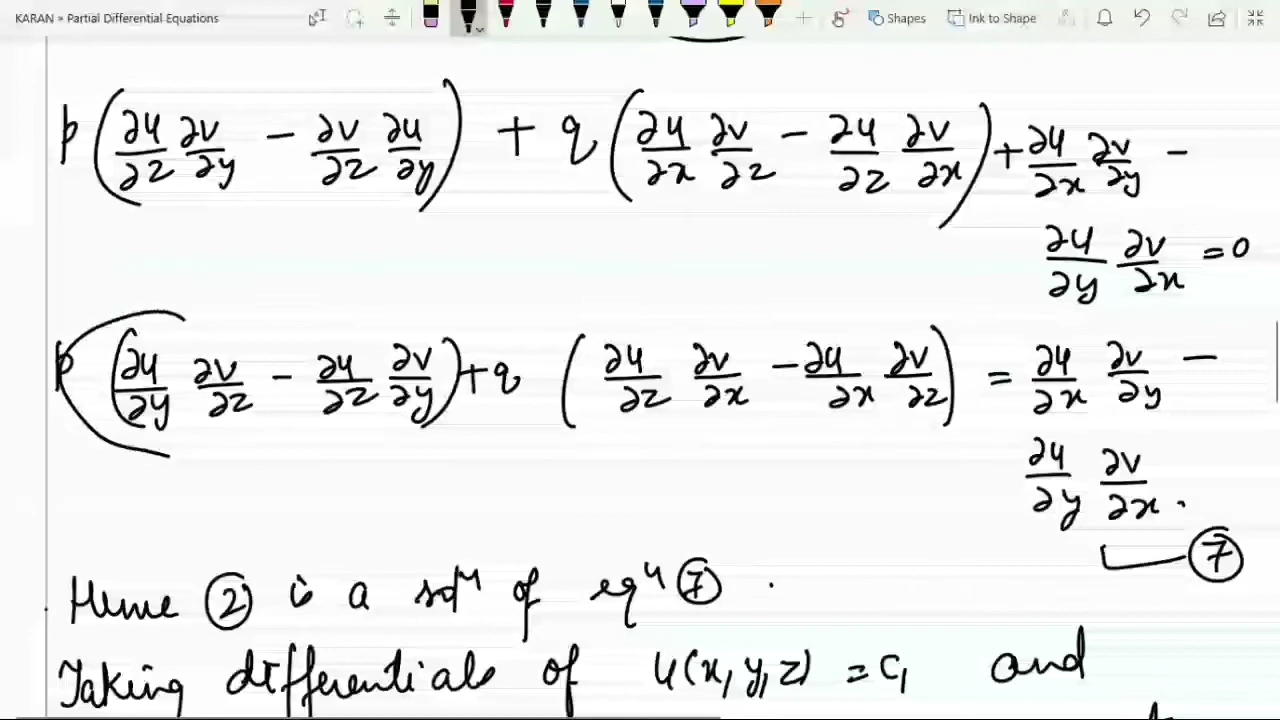 KARAN » Partial Differential Equations Shapes Ink to Shape
p(∂u/∂z ∂v/∂y − ∂v/∂z ∂u/∂y) + q(∂u/∂x ∂v/∂z − ∂u/∂z ∂v/∂x) + ∂u/∂x ∂v/∂y −
∂u/∂y ∂v/∂x = 0
p (∂u/∂y ∂v/∂z − ∂u/∂z ∂v/∂y) + q (∂u/∂z ∂v/∂x − ∂u/∂x ∂v/∂z) = ∂u/∂x ∂v/∂y −
∂u/∂y ∂v/∂x .
⑦
Hence ② is a solⁿ of eqⁿ ⑦ .
Taking differentials of u(x, y, z) = c₁ and